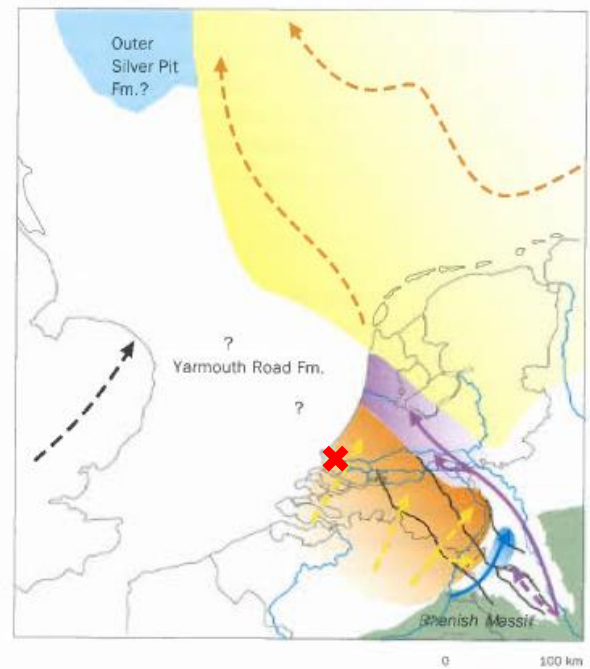 Outer
Silver Pit
Fm.?
?
Yarmouth Road Fm.
?
Rhenish Massif
0 100 km